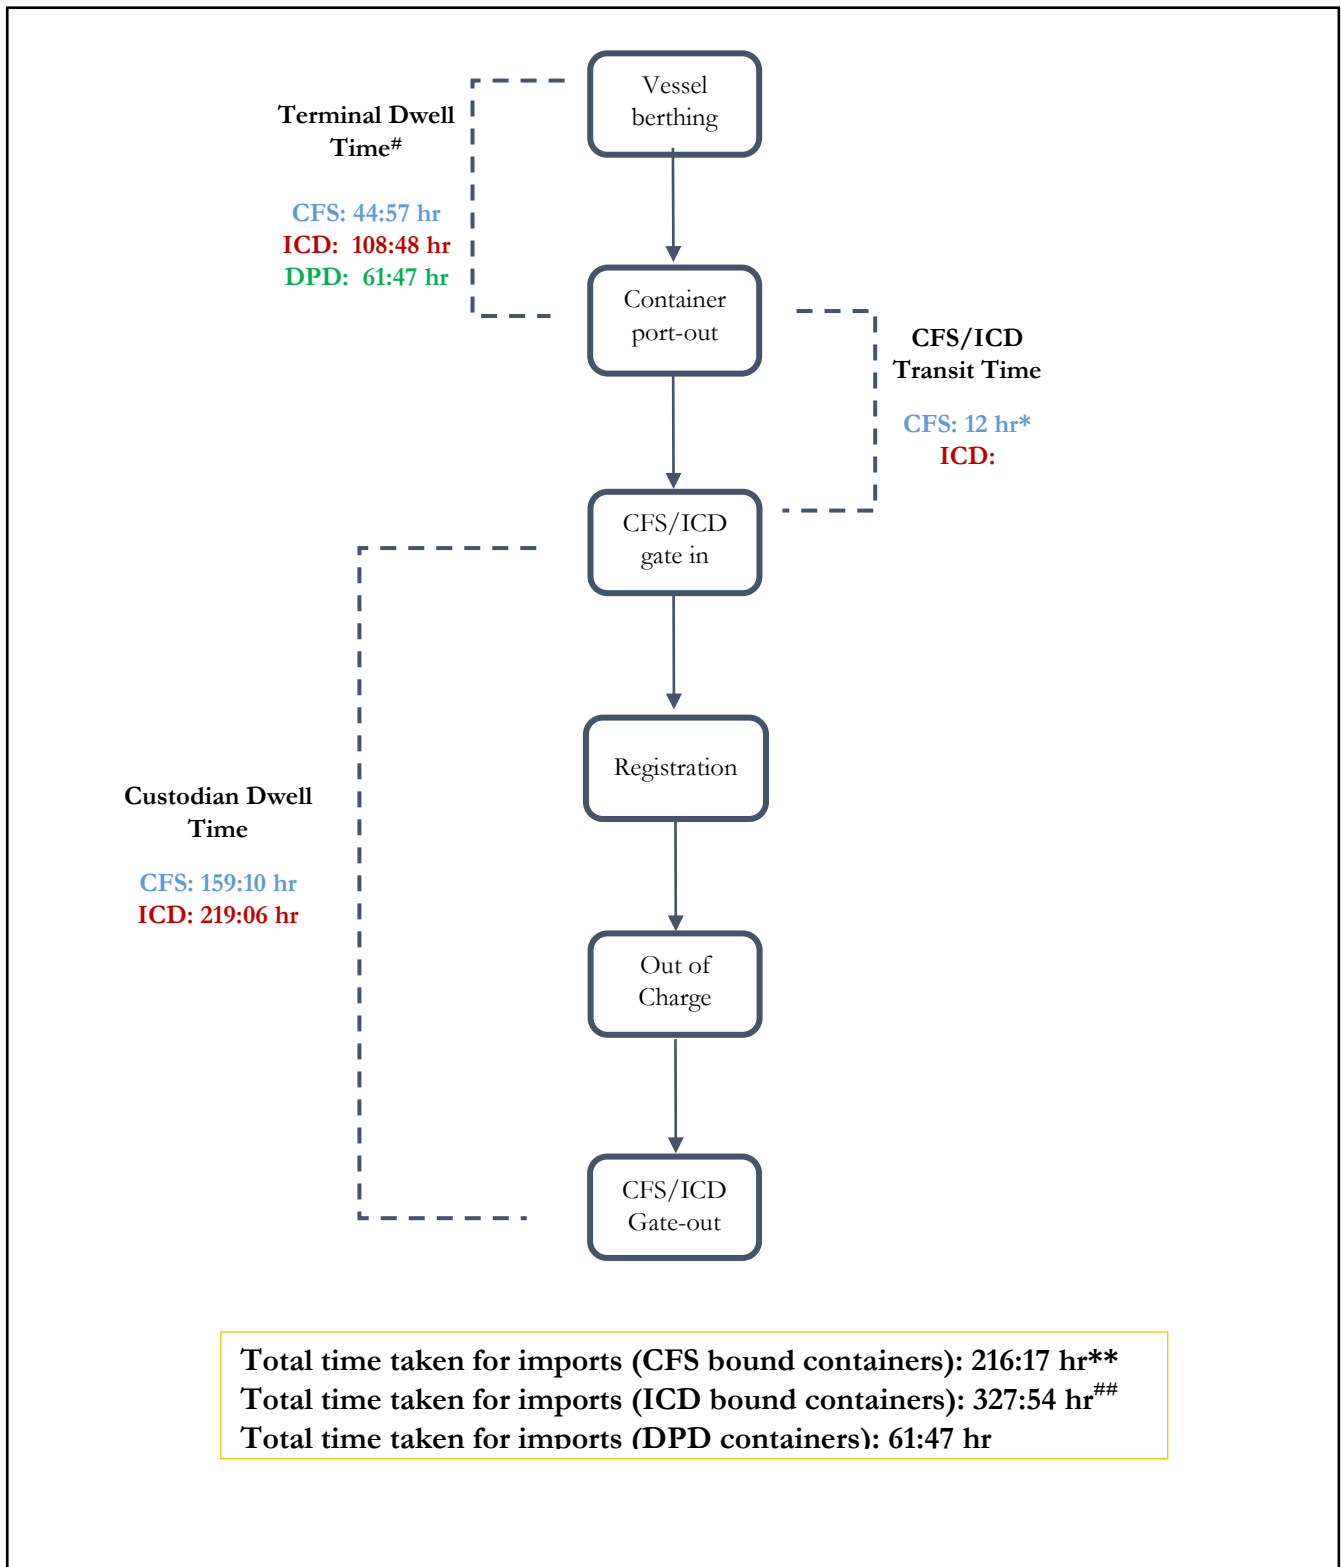 Vessel
berthing
Terminal Dwell
Time#
CFS: 44:57 hr
ICD: 108:48 hr
DPD: 61:47 hr
Container
port-out
CFS/ICD
Transit Time
CFS: 12 hr*
ICD:
CFS/ICD
gate in
Registration
Custodian Dwell
Time
CFS: 159:10 hr
ICD: 219:06 hr
Out of
Charge
CFS/ICD
Gate-out
Total time taken for imports (CFS bound containers): 216:17 hr**
Total time taken for imports (ICD bound containers): 327:54 hr##
Total time taken for imports (DPD containers): 61:47 hr